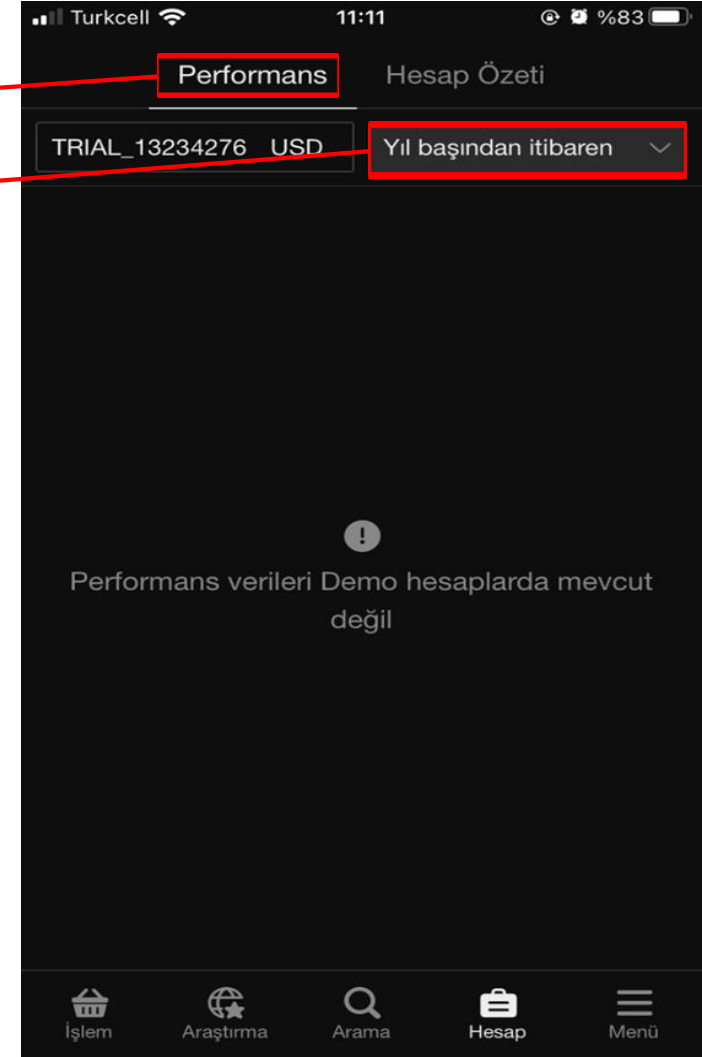 Turkcell 11:11 %83
Performans Hesap Özeti
TRIAL_13234276 USD Yıl başından itibaren
Performans verileri Demo hesaplarda mevcut
değil
İşlem Araştırma Arama Hesap Menü